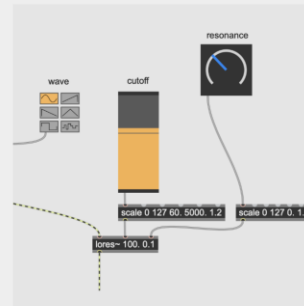 resonance
wave
cutoff
scale 0 127 60. 5000. 1.2
scale 0 127 0. 1.
lores~ 100. 0.1